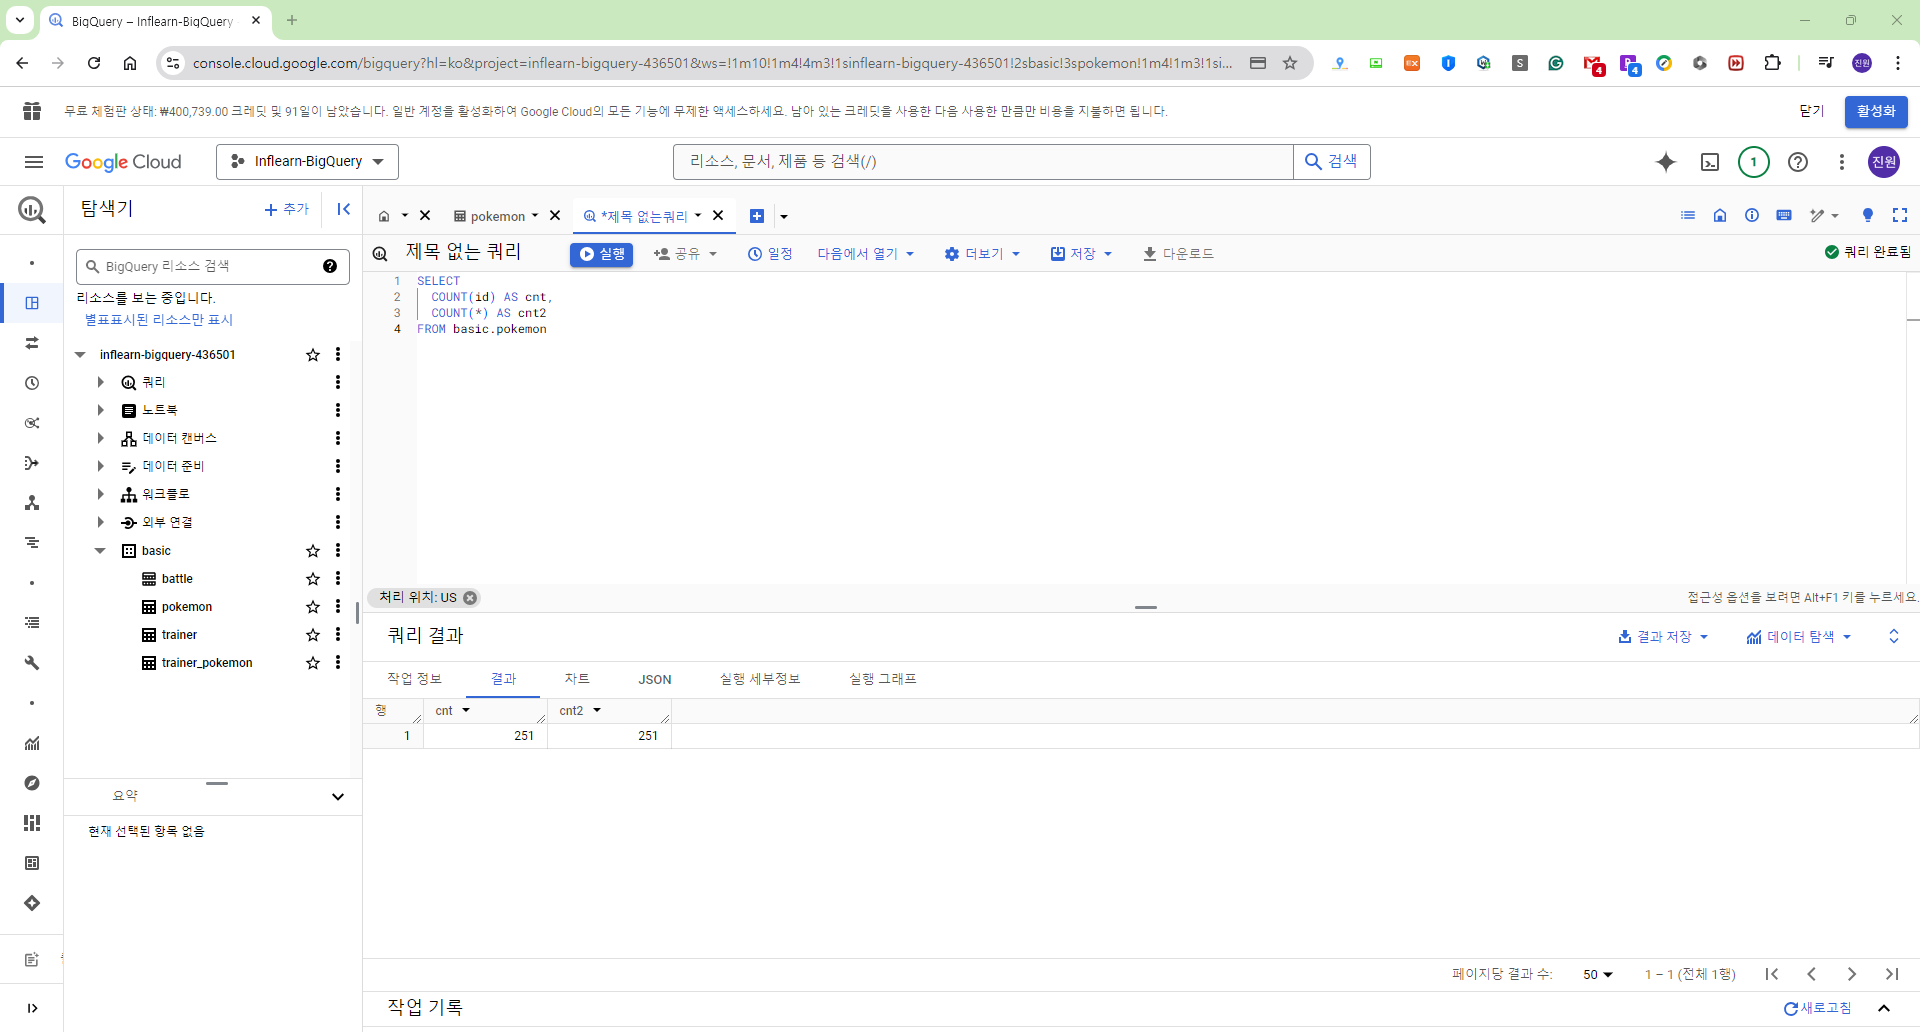 BigQuery – Inflearn-BigQuery
console.cloud.google.com/bigquery?hl=ko&project=inflearn-bigquery-436501&ws=!1m10!1m4!4m3!1sinflearn-bigquery-436501!2sbasic!3spokemon!1m4!1m3!1si...
4
4
진원
무료 체험판 상태: ₩400,739.00 크레딧 및 91일이 남았습니다. 일반 계정을 활성화하여 Google Cloud의 모든 기능에 무제한 액세스하세요. 남아 있는 크레딧을 사용한 다음 사용한 만큼만 비용을 지불하면 됩니다.
닫기
활성화
Google Cloud
Inflearn-BigQuery
리소스, 문서, 제품 등 검색(/)
검색
1
진원
탐색기
추가
pokemon
*제목 없는쿼리
BigQuery 리소스 검색
제목 없는 쿼리
실행
공유
일정
다음에서 열기
더보기
저장
다운로드
쿼리 완료됨
리소스를 보는 중입니다.
별표표시된 리소스만 표시
inflearn-bigquery-436501
쿼리
노트북
데이터 캔버스
데이터 준비
워크플로
외부 연결
basic
battle
pokemon
trainer
trainer_pokemon
요약
현재 선택된 항목 없음
1 SELECT
2 COUNT(id) AS cnt,
3 COUNT(*) AS cnt2
4 FROM basic.pokemon
처리 위치: US
접근성 옵션을 보려면 Alt+F1 키를 누르세요.
쿼리 결과
결과 저장
데이터 탐색
작업 정보
결과
차트
JSON
실행 세부정보
실행 그래프
행 cnt cnt2
1 251 251
페이지당 결과 수: 50 1 – 1 (전체 1행)
작업 기록
새로고침